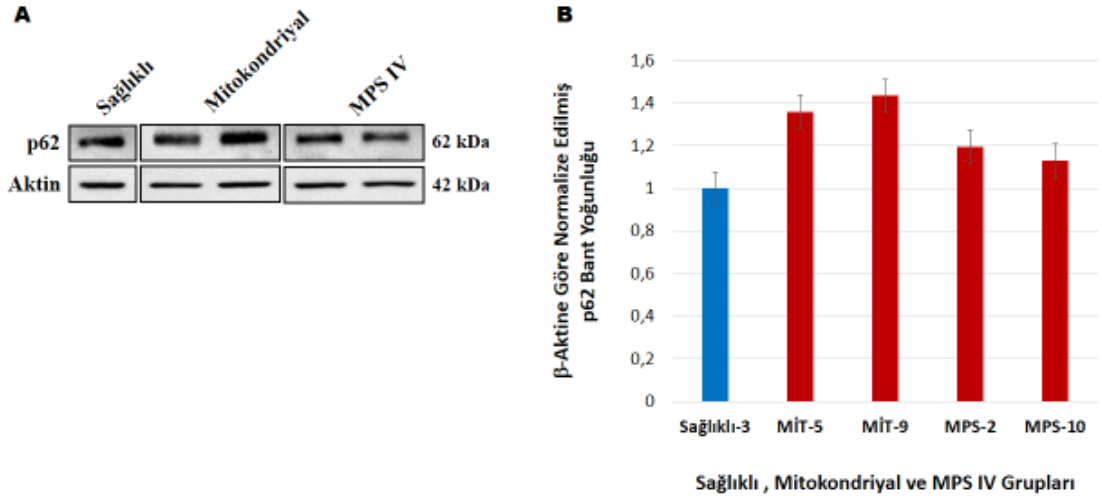 A
Sağlıklı
Mitokondriyal
MPS IV
p62
62 kDa
Aktin
42 kDa
B
β-Aktine Göre Normalize Edilmiş
p62 Bant Yoğunluğu
1,6
1,4
1,2
1
0,8
0,6
0,4
0,2
0
Sağlıklı-3 MİT-5 MİT-9 MPS-2 MPS-10
Sağlıklı , Mitokondriyal ve MPS IV Grupları